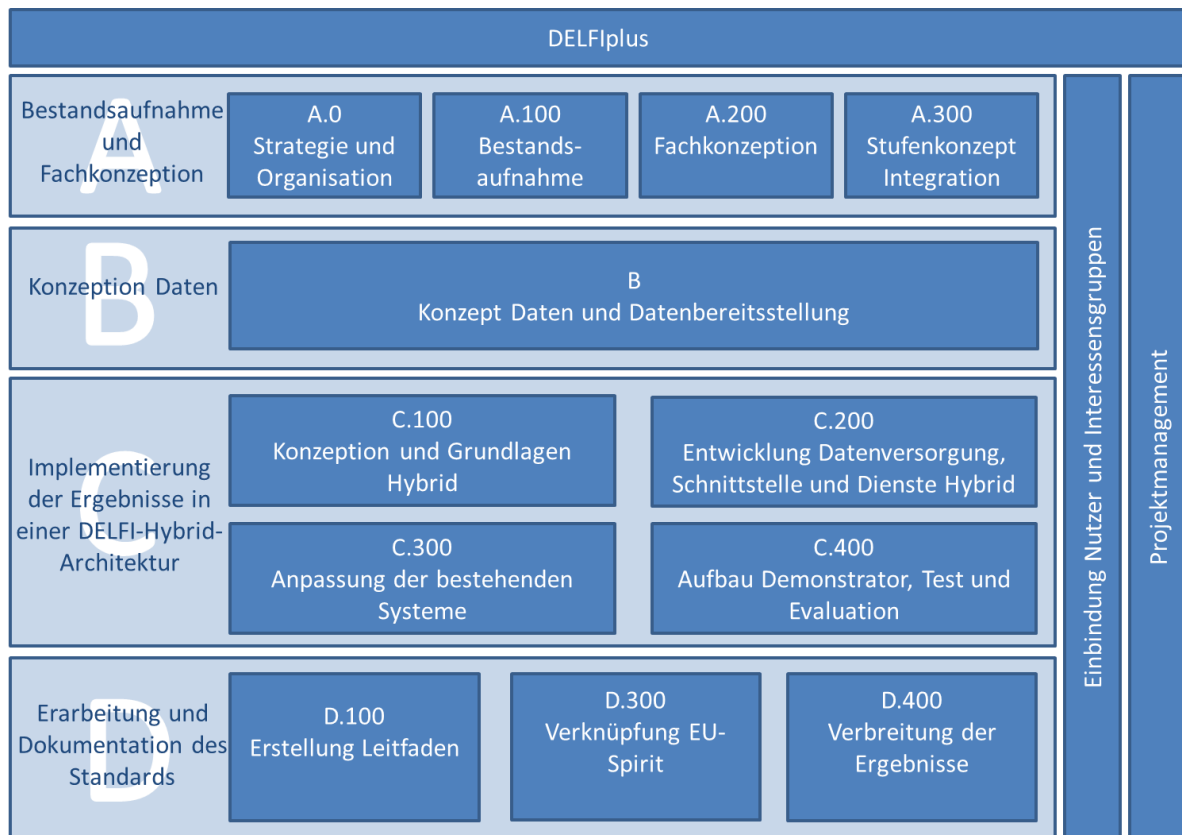 DELFIplus
A
Bestandsaufnahme
und
Fachkonzeption
A.0
Strategie und
Organisation
A.100
Bestands-
aufnahme
A.200
Fachkonzeption
A.300
Stufenkonzept
Integration
B
Konzeption Daten
B
Konzept Daten und Datenbereitsstellung
C
Implementierung
der Ergebnisse in
einer DELFI-Hybrid-
Architektur
C.100
Konzeption und Grundlagen
Hybrid
C.200
Entwicklung Datenversorgung,
Schnittstelle und Dienste Hybrid
C.300
Anpassung der bestehenden
Systeme
C.400
Aufbau Demonstrator, Test und
Evaluation
D
Erarbeitung und
Dokumentation des
Standards
D.100
Erstellung Leitfaden
D.300
Verknüpfung EU-
Spirit
D.400
Verbreitung der
Ergebnisse
Einbindung Nutzer und Interessensgruppen
Projektmanagement